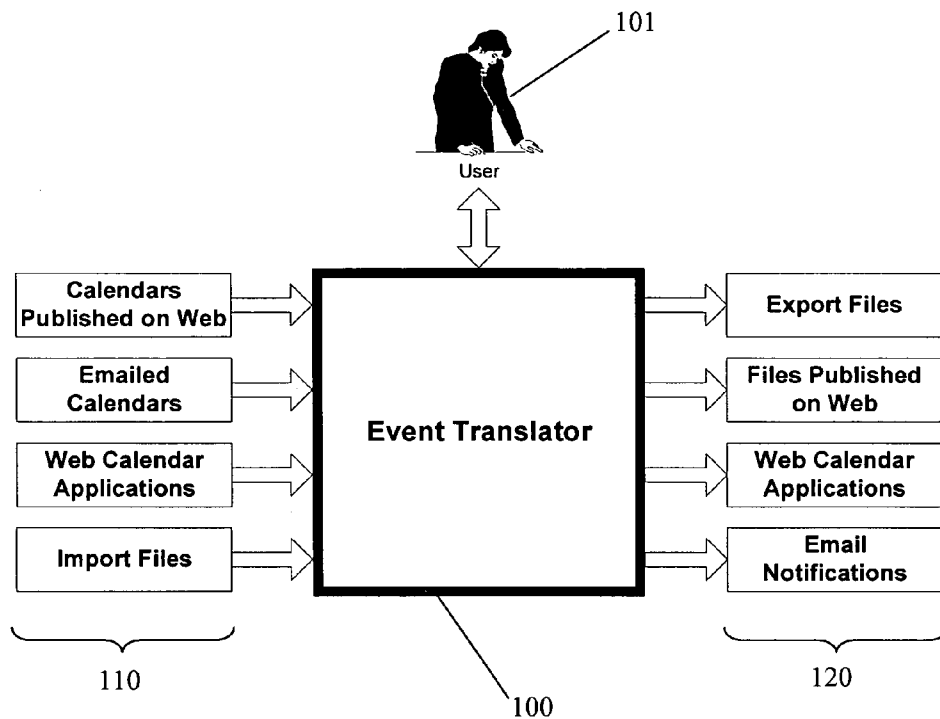 101
User
Calendars
Published on Web
Emailed
Calendars
Web Calendar
Applications
Import Files
Event Translator
Export Files
Files Published
on Web
Web Calendar
Applications
Email
Notifications
110
100
120